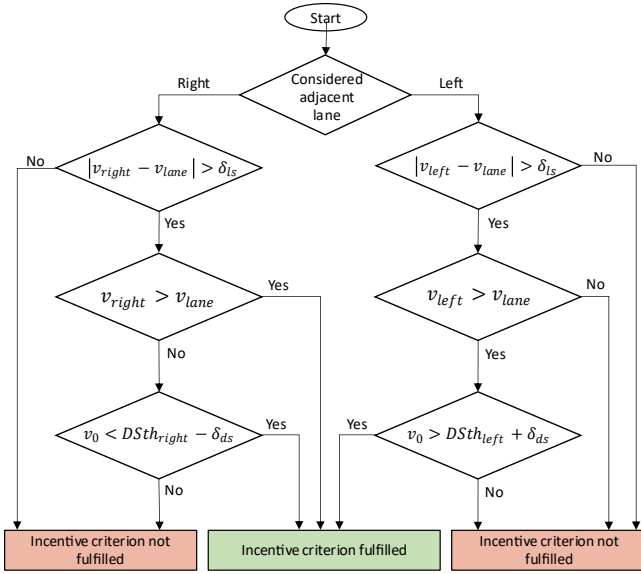 Start
Considered
adjacent
lane
Right
Left
|v_right − v_lane| > δ_ls
No
Yes
|v_left − v_lane| > δ_ls
No
Yes
v_right > v_lane
Yes
No
v_left > v_lane
No
Yes
v_0 < DSth_right − δ_ds
Yes
No
v_0 > DSth_left + δ_ds
Yes
No
Incentive criterion not
fulfilled
Incentive criterion fulfilled
Incentive criterion not
fulfilled